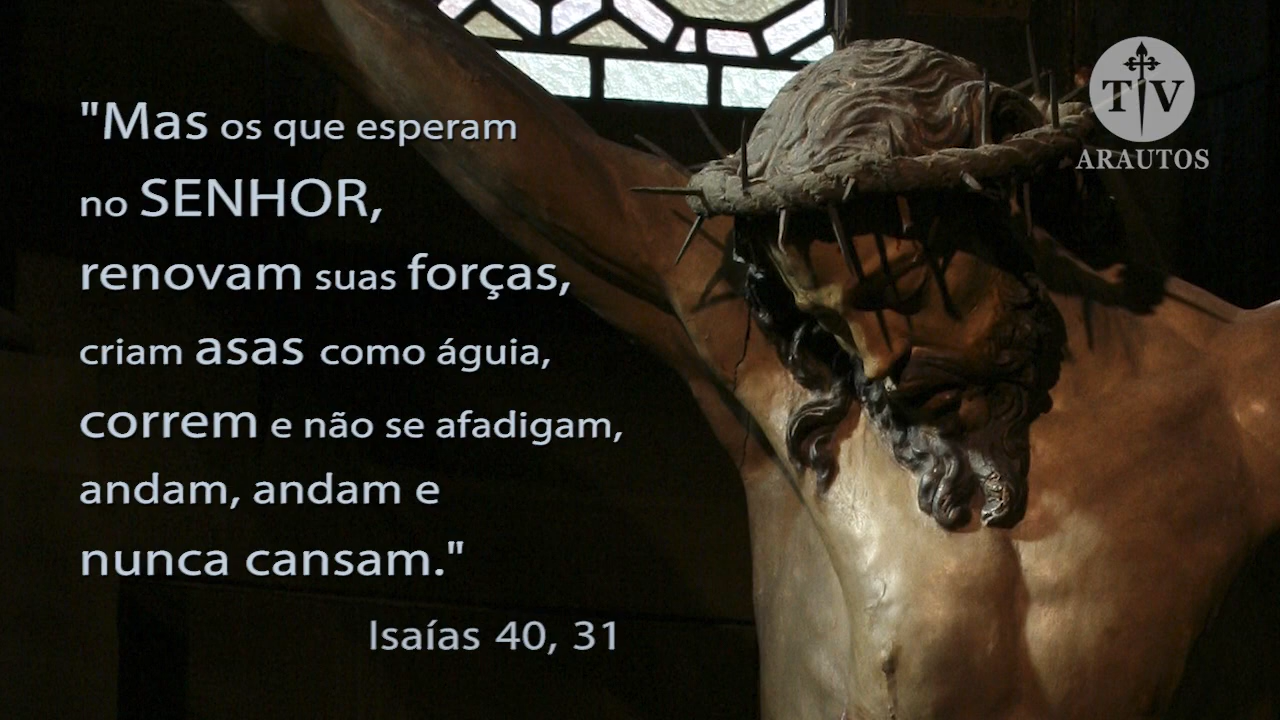 "Mas os que esperam
no SENHOR,
renovam suas forças,
criam asas como águia,
correm e não se afadigam,
andam, andam e
nunca cansam."
Isaías 40, 31
TV
ARAUTOS